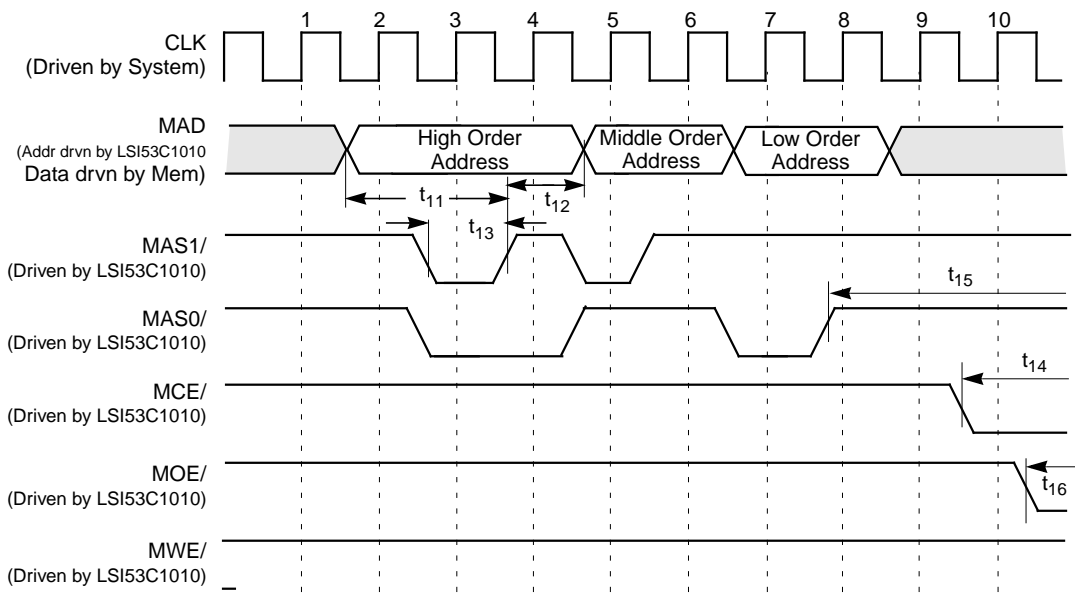 1 2 3 4 5 6 7 8 9 10
CLK
(Driven by System)
MAD
(Addr drvn by LSI53C1010
Data drvn by Mem)
High Order
Address
Middle Order
Address
Low Order
Address
t11
t12
t13
MAS1/
(Driven by LSI53C1010)
t15
MAS0/
(Driven by LSI53C1010)
t14
MCE/
(Driven by LSI53C1010)
MOE/
(Driven by LSI53C1010)
t16
MWE/
(Driven by LSI53C1010)